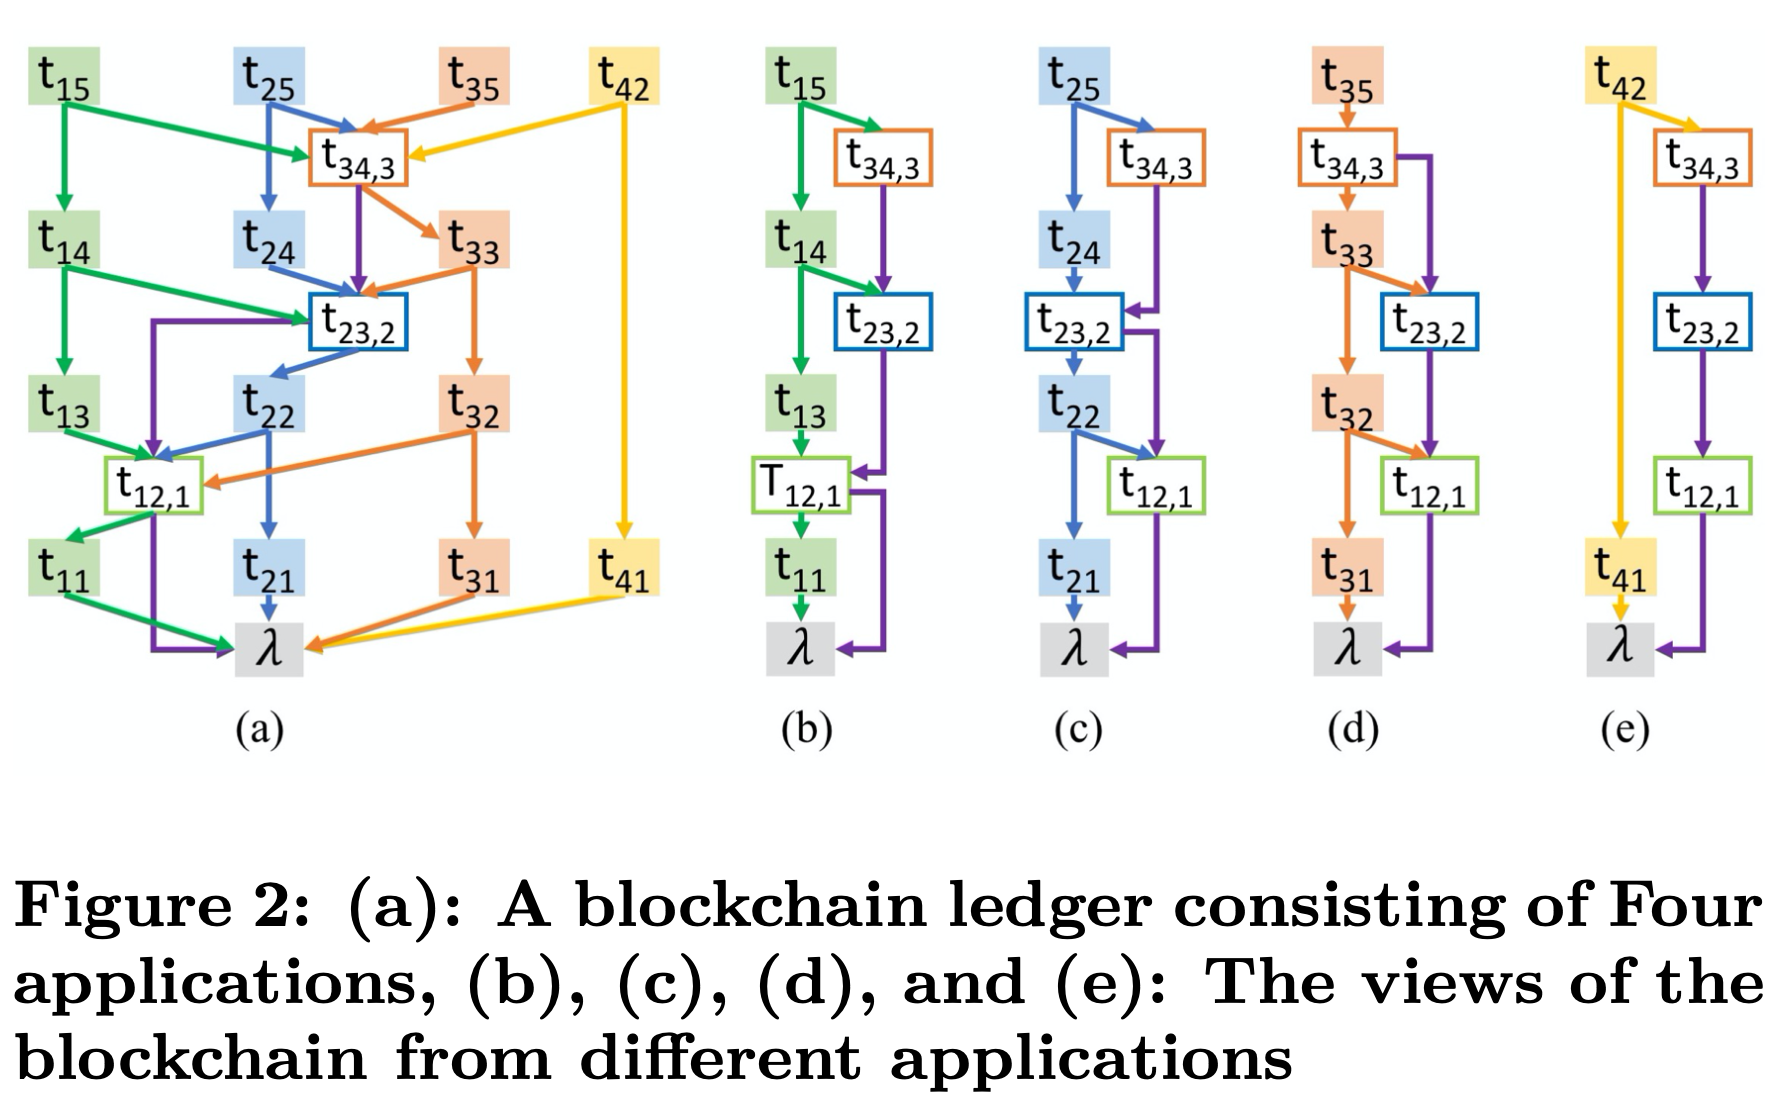 t15 t25 t35 t42 t15 t25 t35 t42
t34,3 t34,3 t34,3 t34,3 t34,3
t14 t24 t33 t14 t24 t33
t23,2 t23,2 t23,2 t23,2 t23,2
t13 t22 t32 t13 t22 t32
t12,1 T12,1 t12,1 t12,1 t12,1
t11 t21 t31 t41 t11 t21 t31 t41
λ λ λ λ λ
(a) (b) (c) (d) (e)
Figure 2: (a): A blockchain ledger consisting of Four
applications, (b), (c), (d), and (e): The views of the
blockchain from different applications